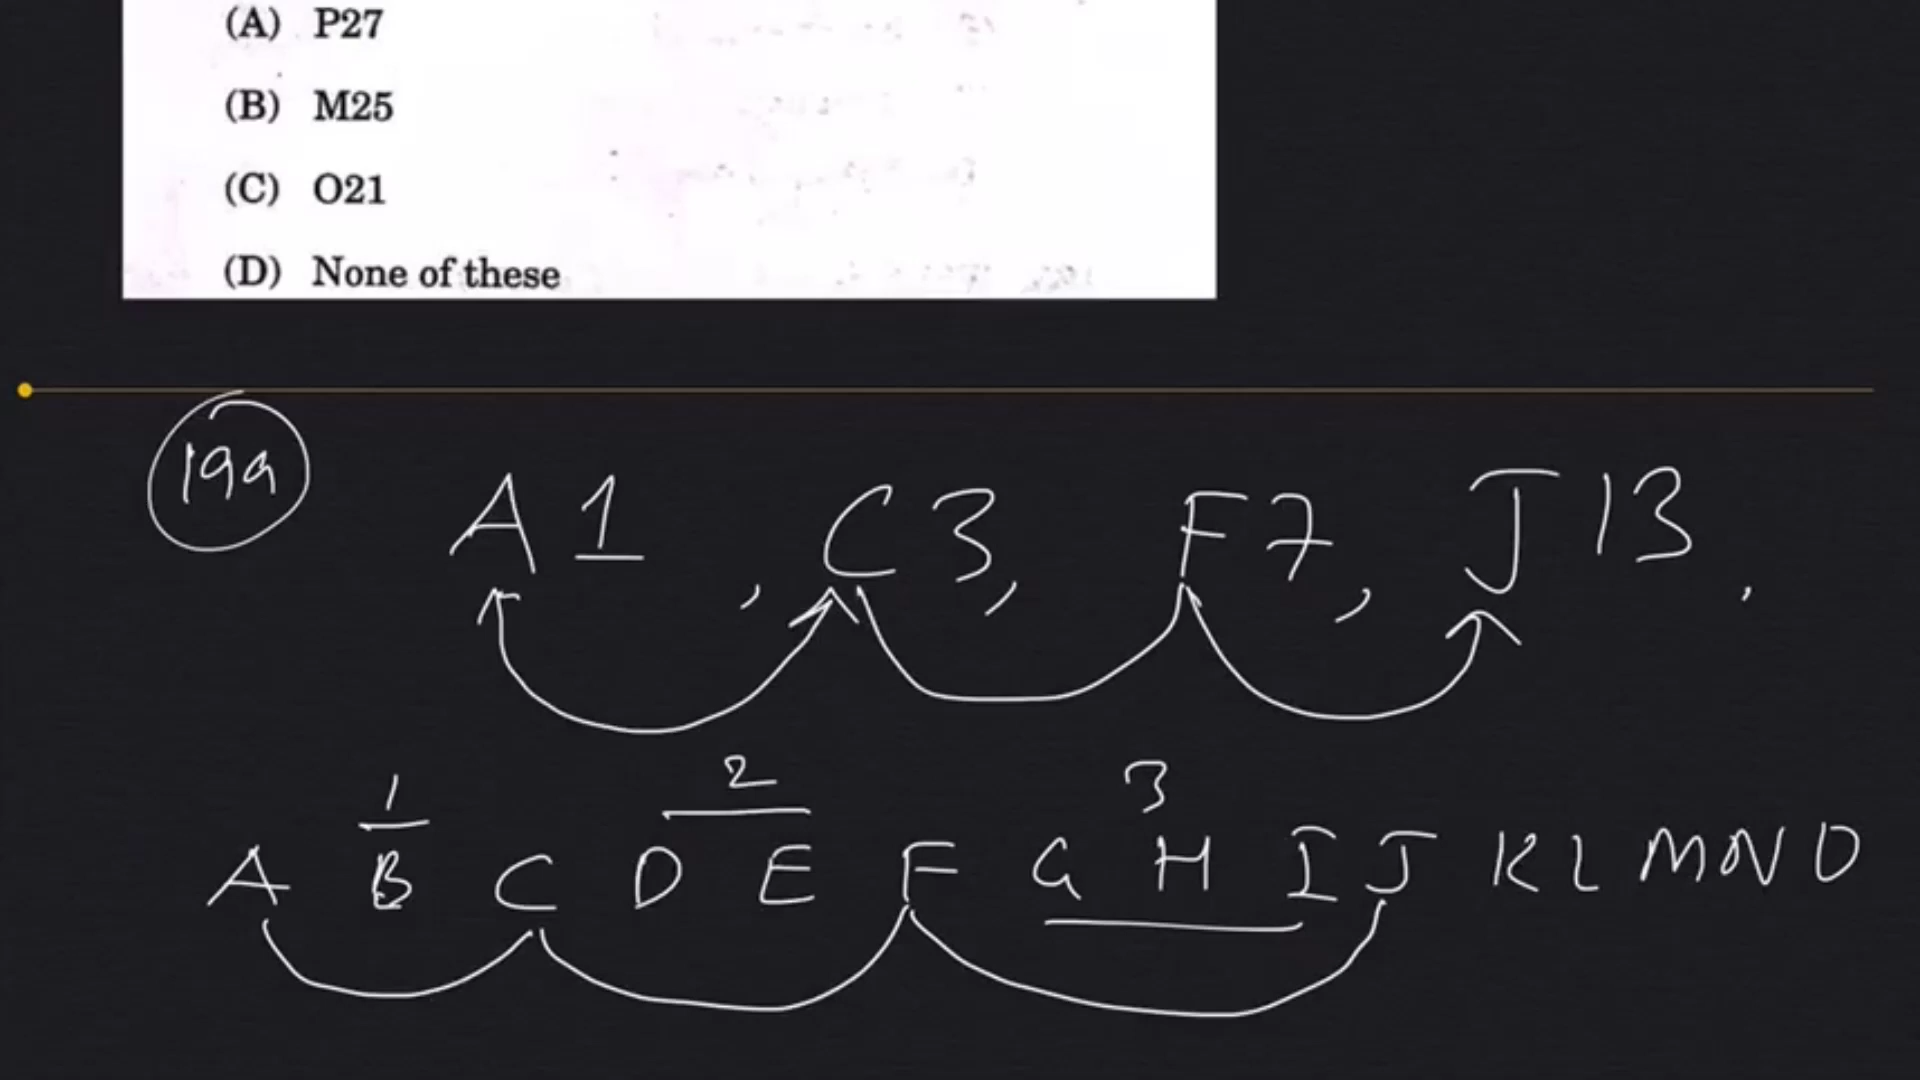 (A) P27
(B) M25
(C) O21
(D) None of these
199
A1, C3, F7, J13,
1 2 3
A B C D E F G H I J K L M N O